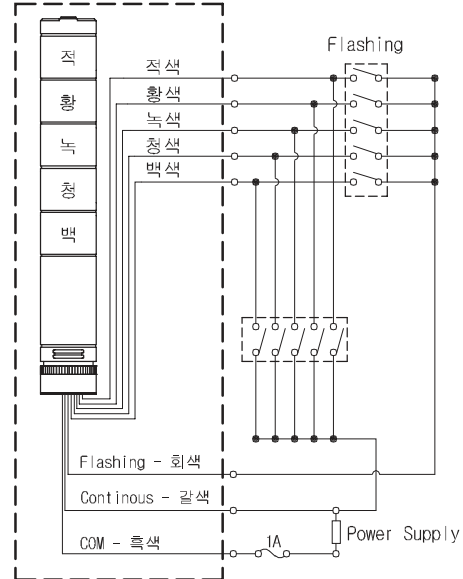 Flashing
적
황
녹
청
백
적색
황색
녹색
청색
백색
Flashing - 회색
Continous - 갈색
COM - 흑색
1A
Power Supply